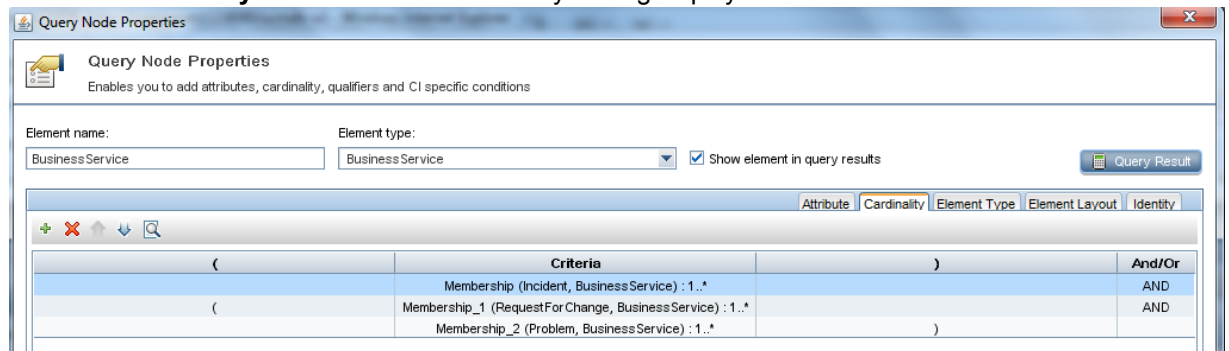 Query Node Properties
Query Node Properties
Enables you to add attributes, cardinality, qualifiers and CI specific conditions
Element name: Element type:
BusinessService BusinessService Show element in query results Query Result
Attribute Cardinality Element Type Element Layout Identity
( Criteria ) And/Or
Membership (Incident, BusinessService) : 1..* AND
( Membership_1 (RequestForChange, BusinessService) : 1..* AND
Membership_2 (Problem, BusinessService) : 1..* )